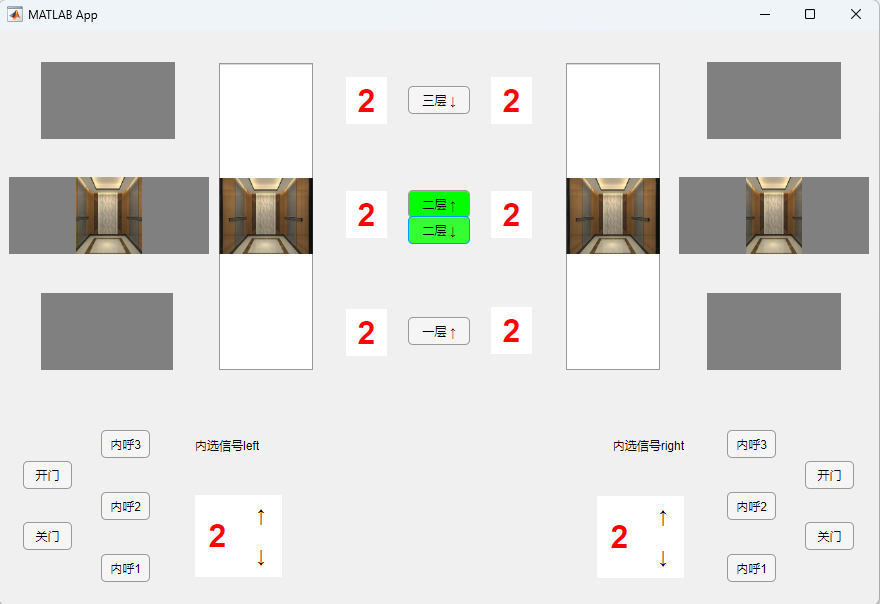 MATLAB App
2 三层↓ 2
2 二层↑ 2
二层↓
2 一层↑ 2
内呼3 内选信号left 内选信号right 内呼3
开门 开门
内呼2 内呼2
2 ↑ 2 ↑
关门 关门
↓ ↓
内呼1 内呼1